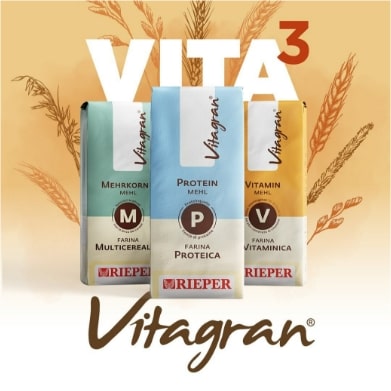 VITA³
Vitagran®
MEHRKORN
MEHL
M
FARINA
MULTICEREALI
RIEPER
Vitagran®
PROTEIN
MEHL
P
FARINA
PROTEICA
RIEPER
Vitagran®
VITAMIN
MEHL
V
FARINA
VITAMINICA
RIEPER
Vitagran®